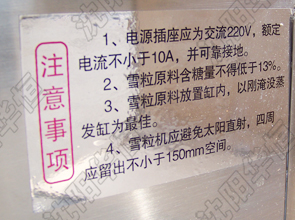 注意事项
1、电源插座应为交流220V，额定
电流不小于10A，并可靠接地。
2、雪粒原料含糖量不得低于13%。
3、雪粒原料放置缸内，以刚淹没蒸
发缸为最佳。
4、雪粒机应避免太阳直射，四周
应留出不小于150mm空间。